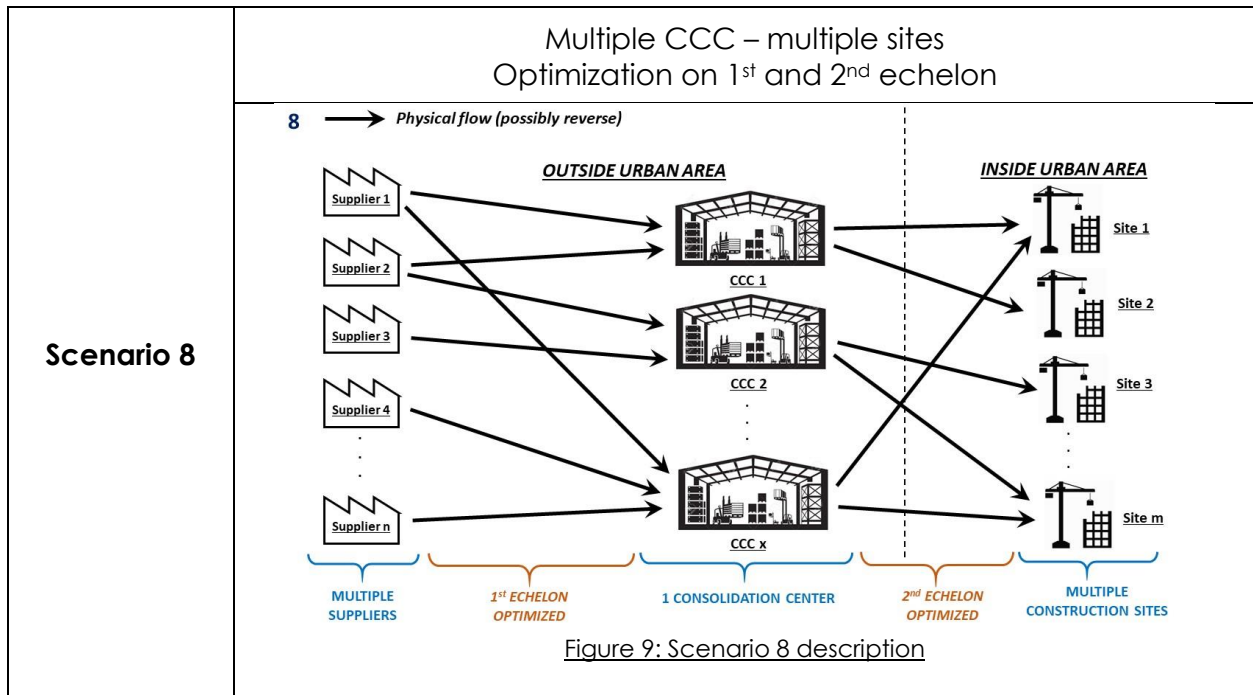 Scenario 8
Multiple CCC – multiple sites
Optimization on 1st and 2nd echelon
8
Physical flow (possibly reverse)
OUTSIDE URBAN AREA
INSIDE URBAN AREA
Supplier 1
Supplier 2
Supplier 3
Supplier 4
.
.
.
Supplier n
CCC 1
CCC 2
.
.
.
CCC x
Site 1
Site 2
Site 3
.
.
.
Site m
MULTIPLE
SUPPLIERS
1st ECHELON
OPTIMIZED
1 CONSOLIDATION CENTER
2nd ECHELON
OPTIMIZED
MULTIPLE
CONSTRUCTION SITES
Figure 9: Scenario 8 description